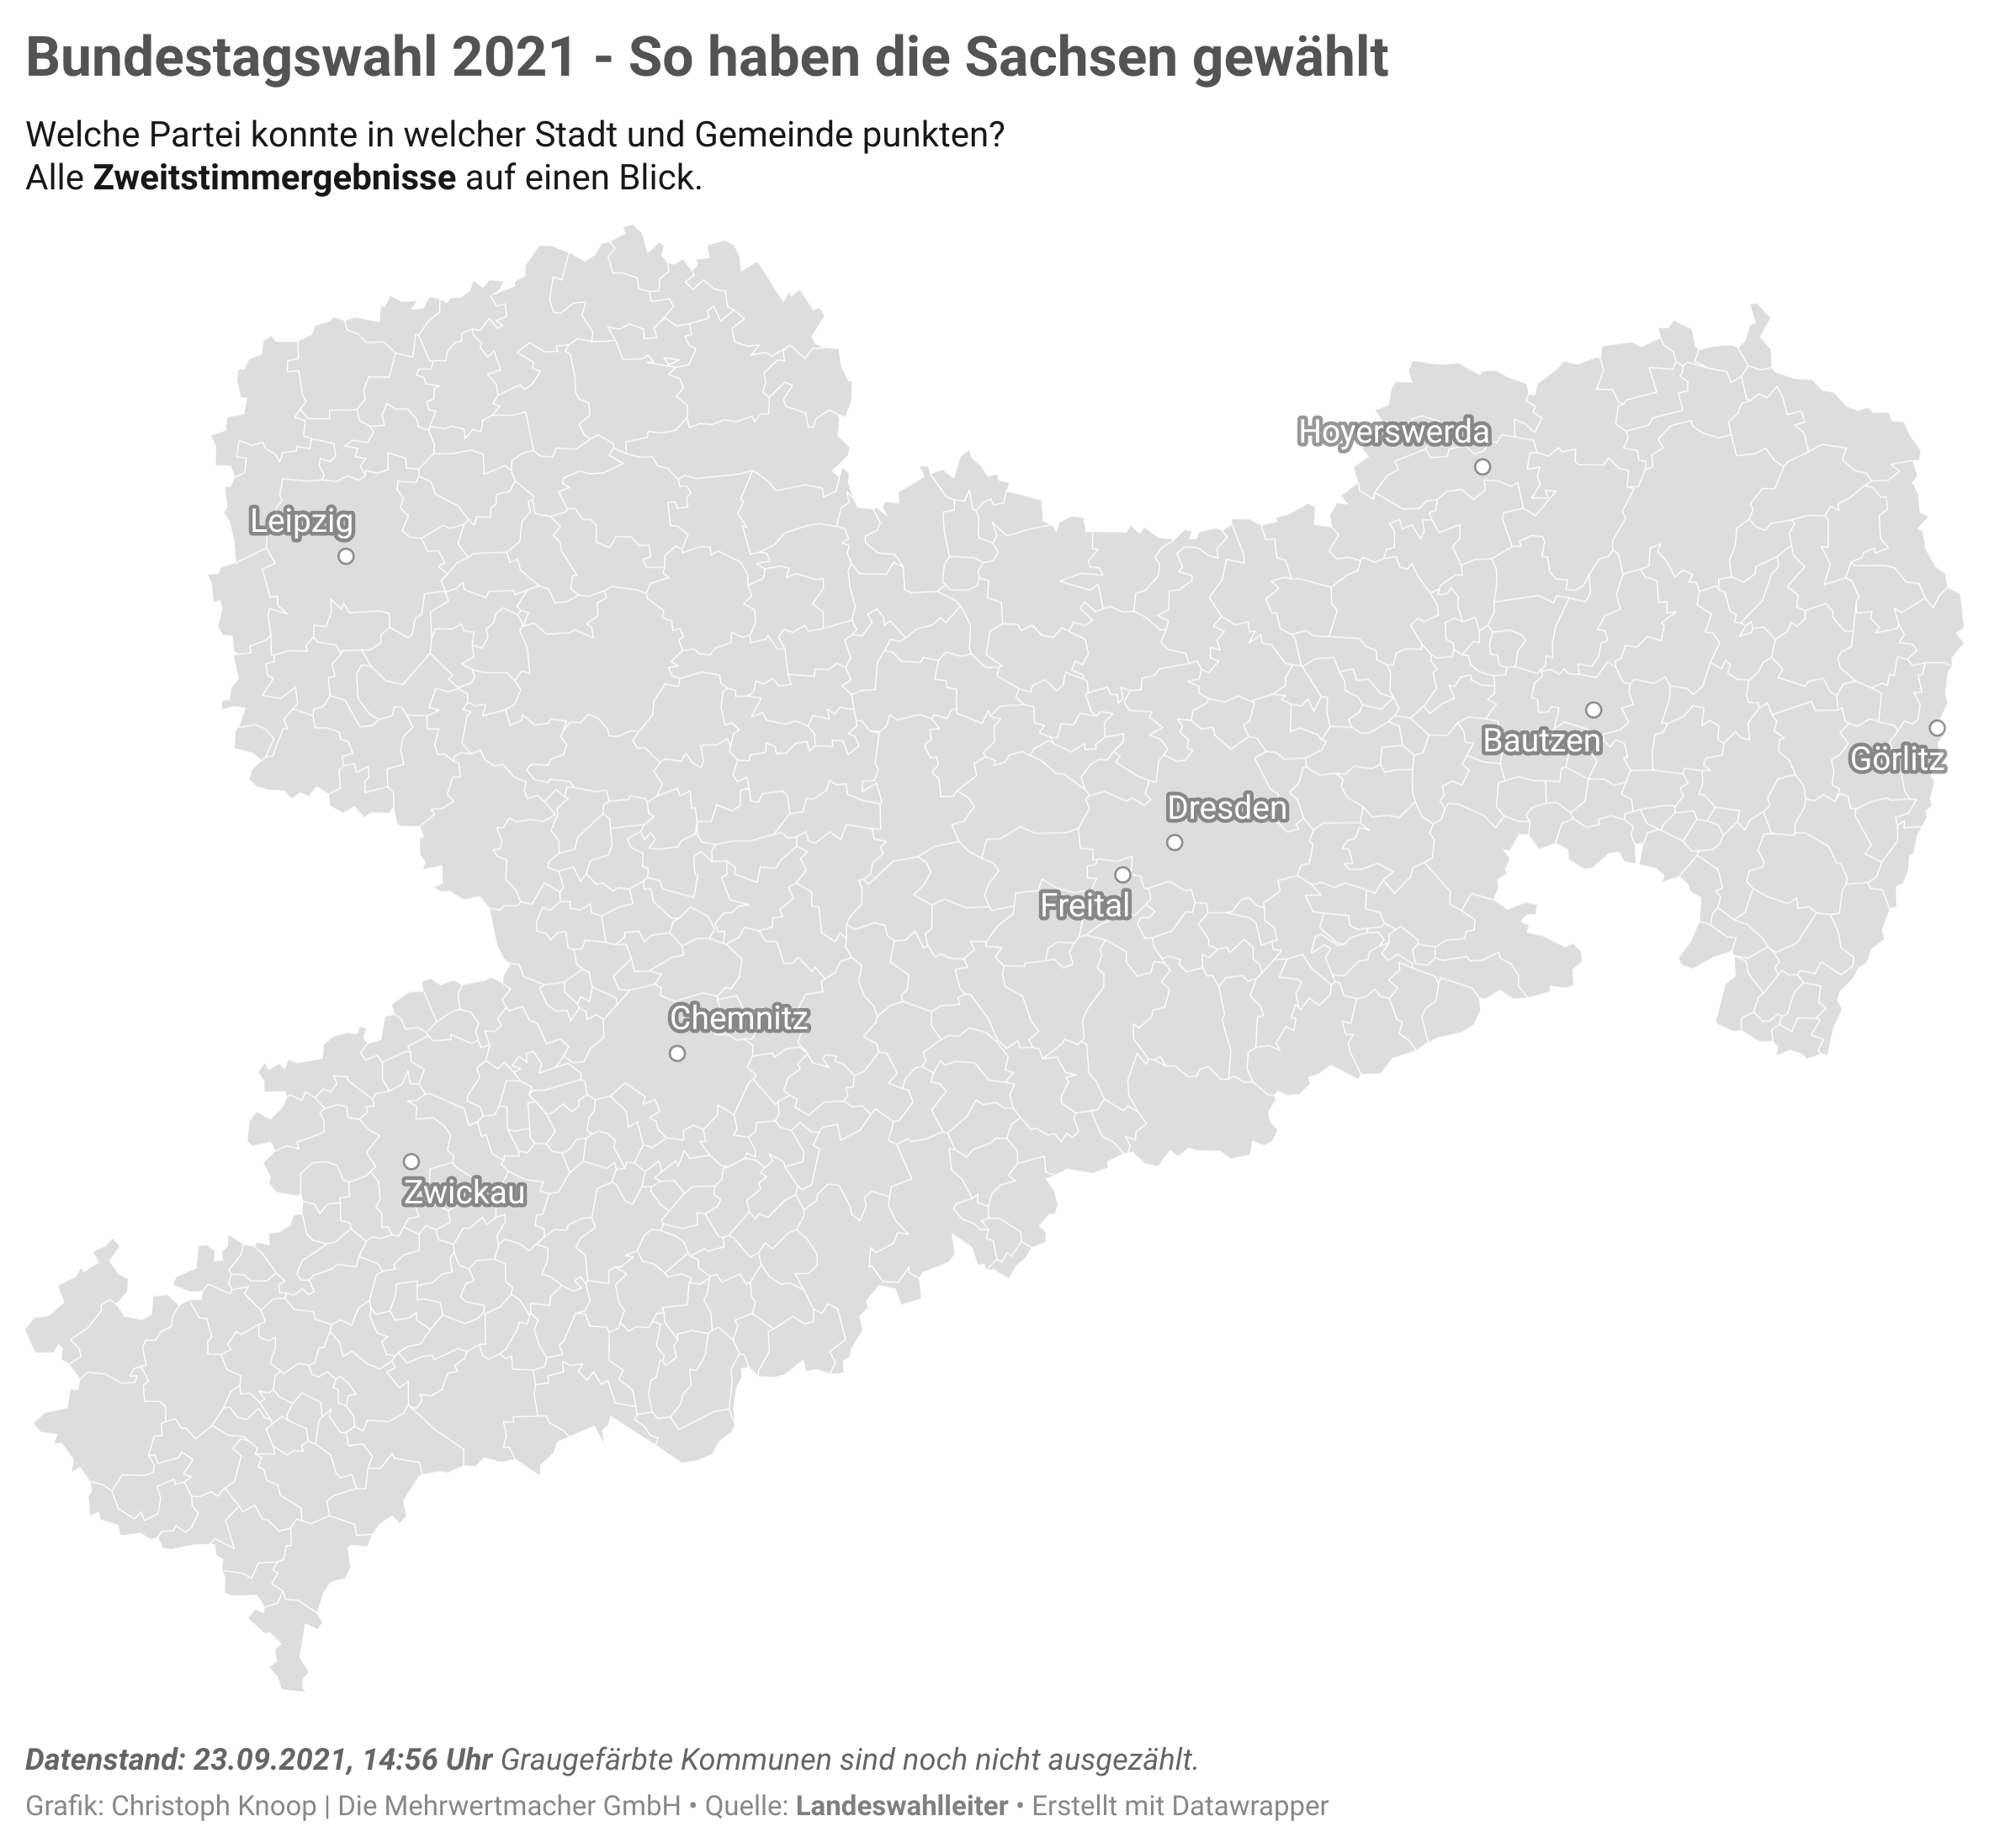 Bundestagswahl 2021 - So haben die Sachsen gewählt
Welche Partei konnte in welcher Stadt und Gemeinde punkten?
Alle Zweitstimmergebnisse auf einen Blick.
Hoyerswerda
Leipzig
Bautzen
Görlitz
Dresden
Freital
Chemnitz
Zwickau
Datenstand: 23.09.2021, 14:56 Uhr Graugefärbte Kommunen sind noch nicht ausgezählt.
Grafik: Christoph Knoop | Die Mehrwertmacher GmbH • Quelle: Landeswahlleiter • Erstellt mit Datawrapper